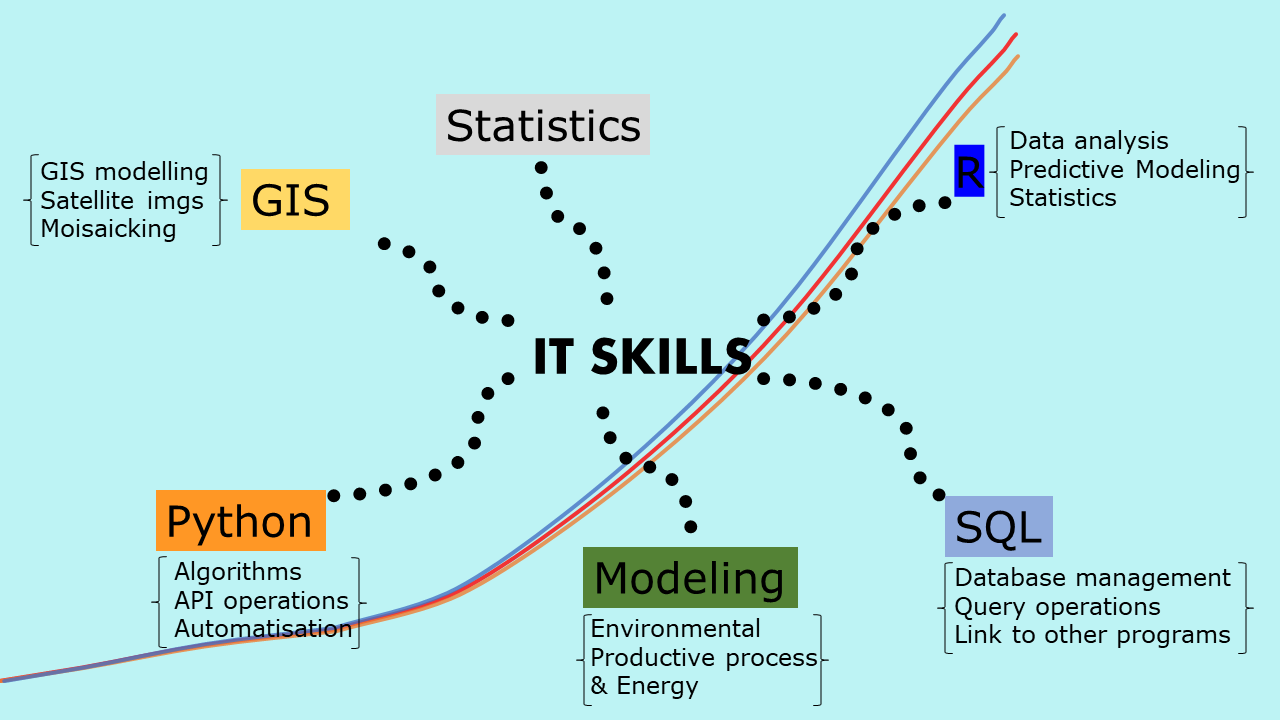 Statistics
GIS modelling
Satellite imgs
Moisaicking
GIS
R
Data analysis
Predictive Modeling
Statistics
IT SKILLS
Python
Algorithms
API operations
Automatisation
Modeling
Environmental
Productive process
& Energy
SQL
Database management
Query operations
Link to other programs